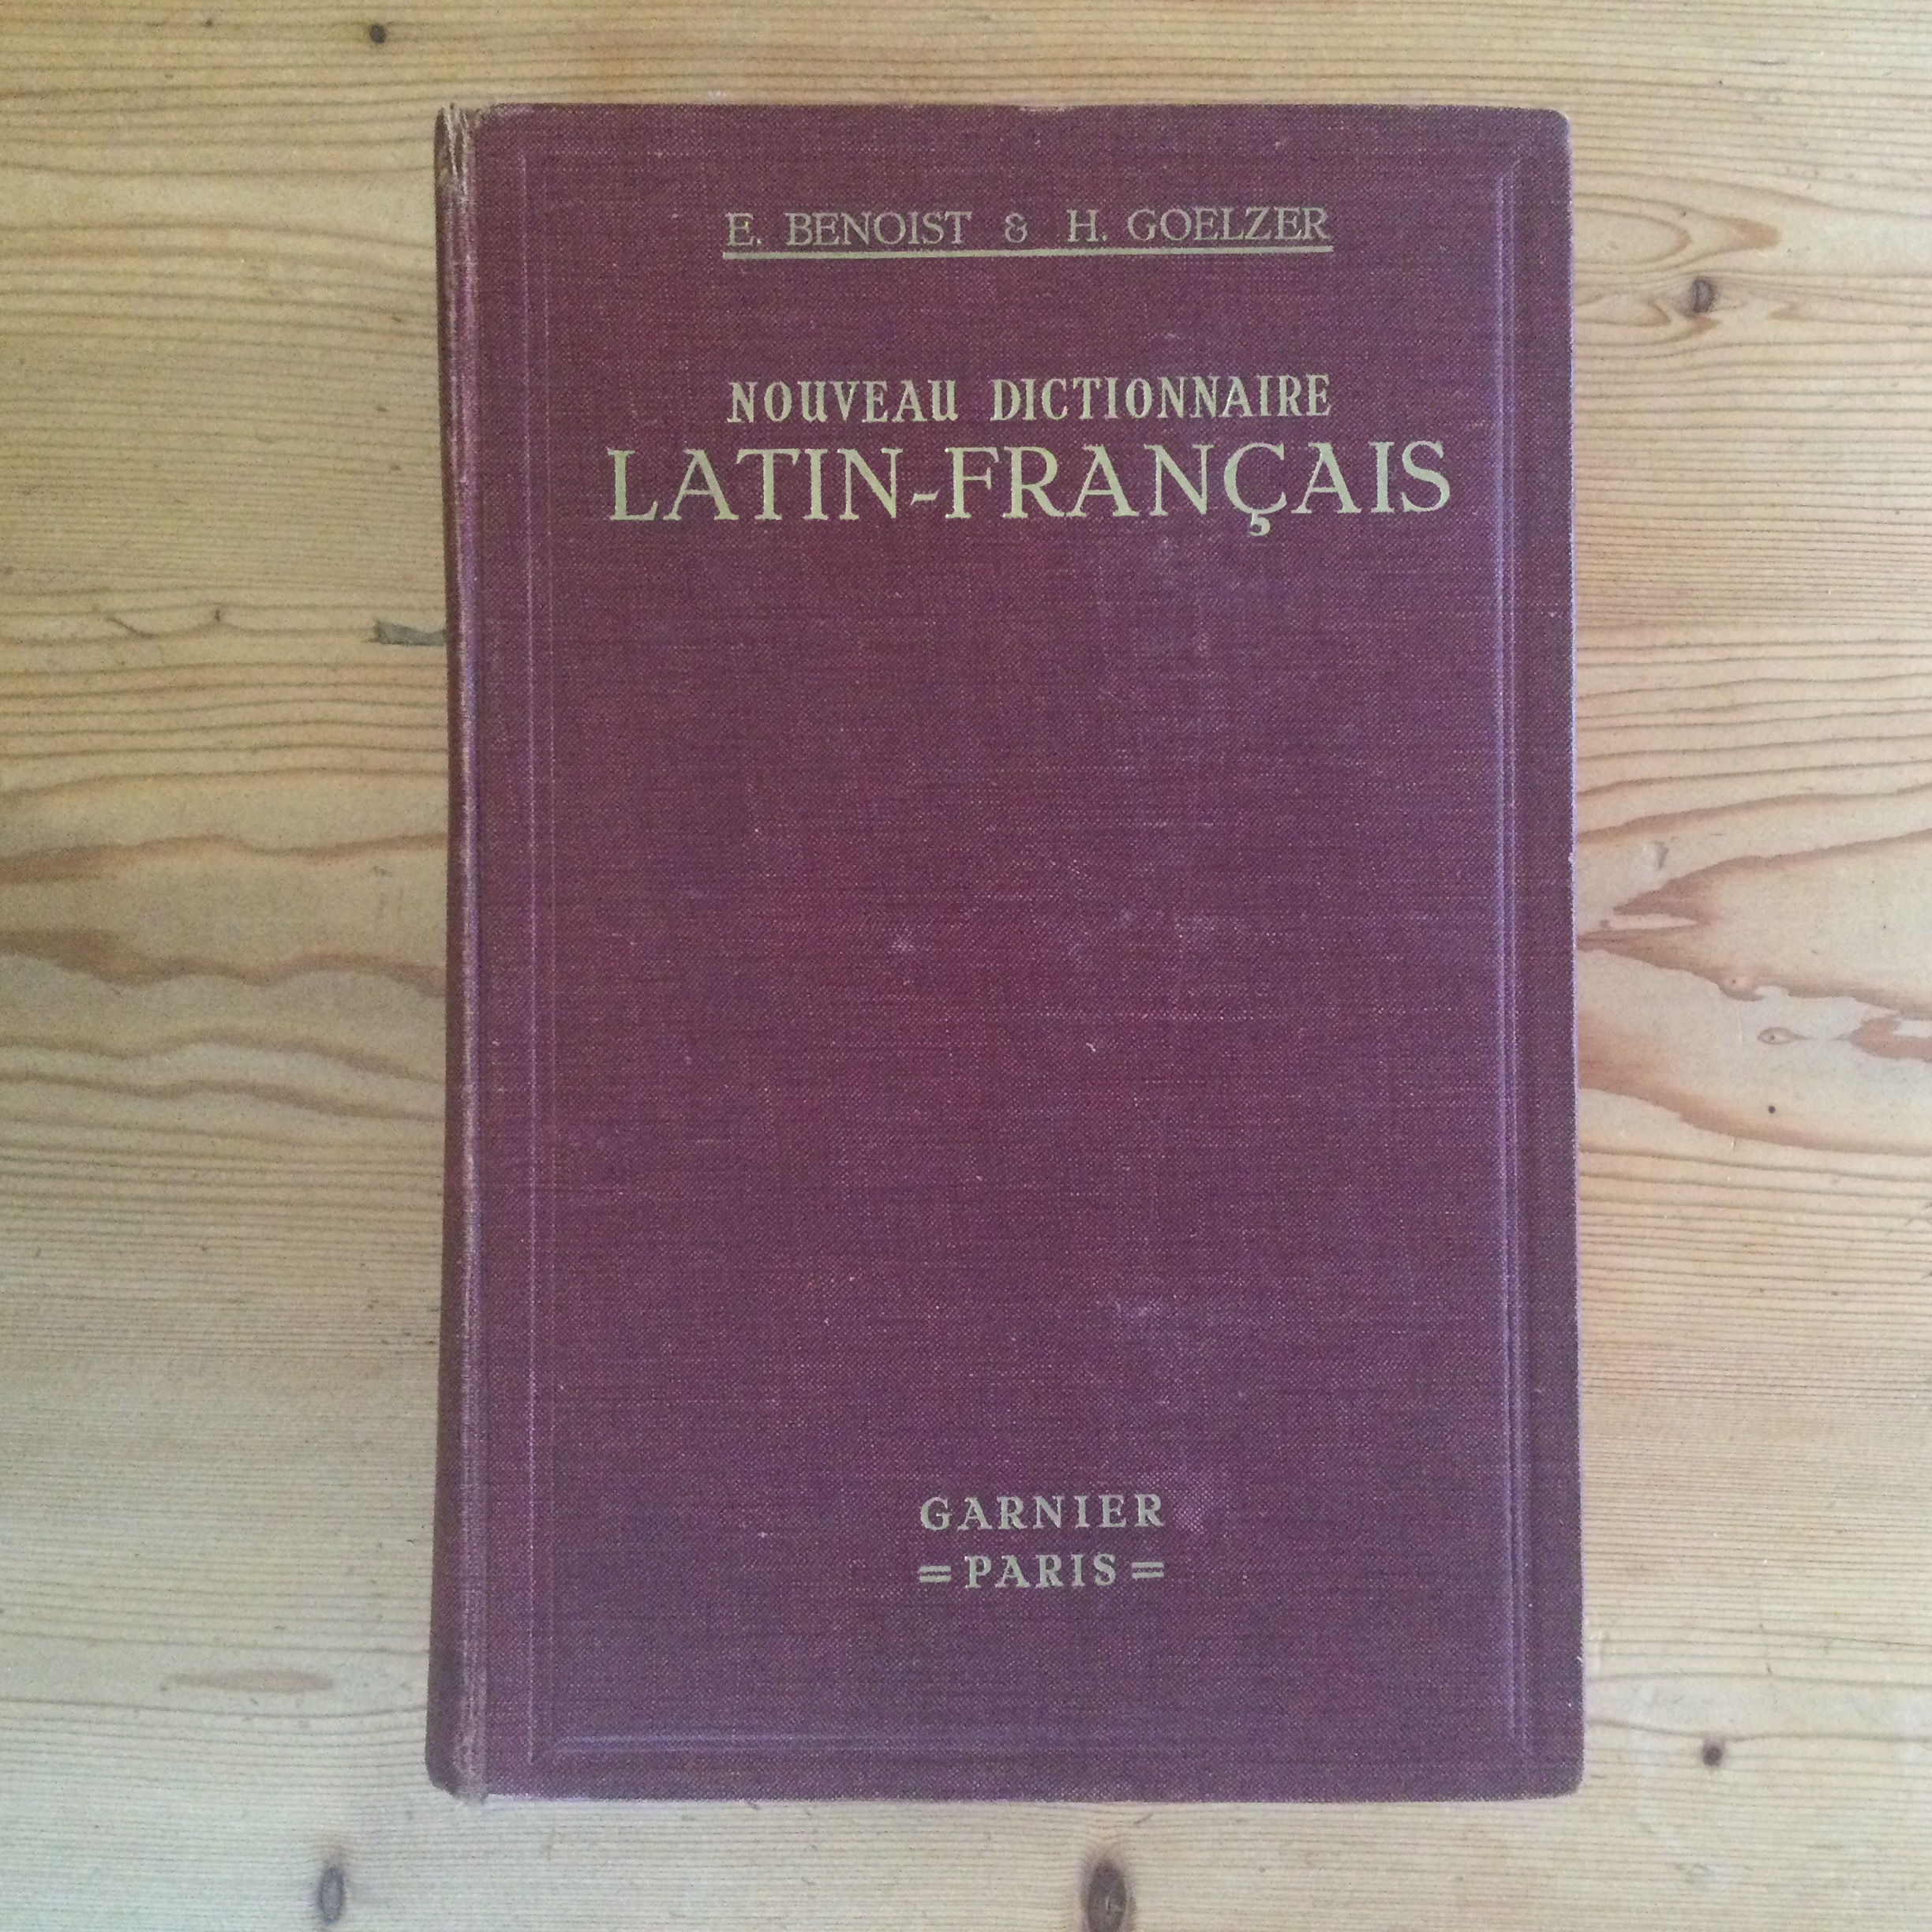 E. BENOIST & H. GOELZER
NOUVEAU DICTIONNAIRE
LATIN-FRANÇAIS
GARNIER
=PARIS=